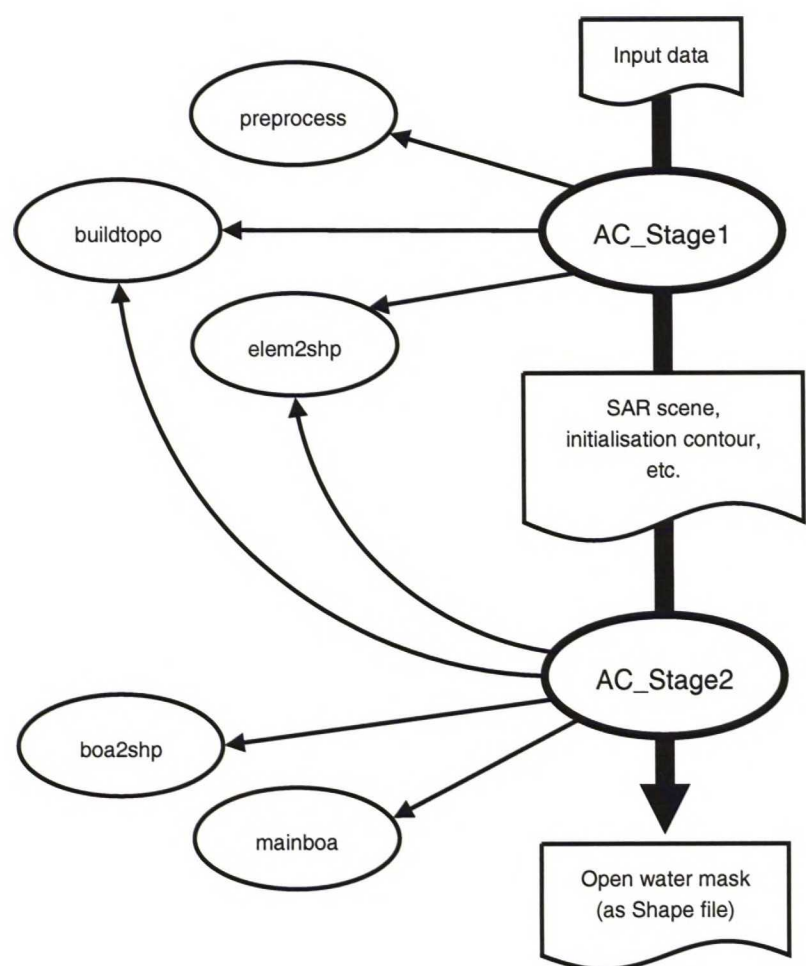 Input data
preprocess
buildtopo
AC_Stage1
elem2shp
SAR scene,
initialisation contour,
etc.
AC_Stage2
boa2shp
mainboa
Open water mask
(as Shape file)